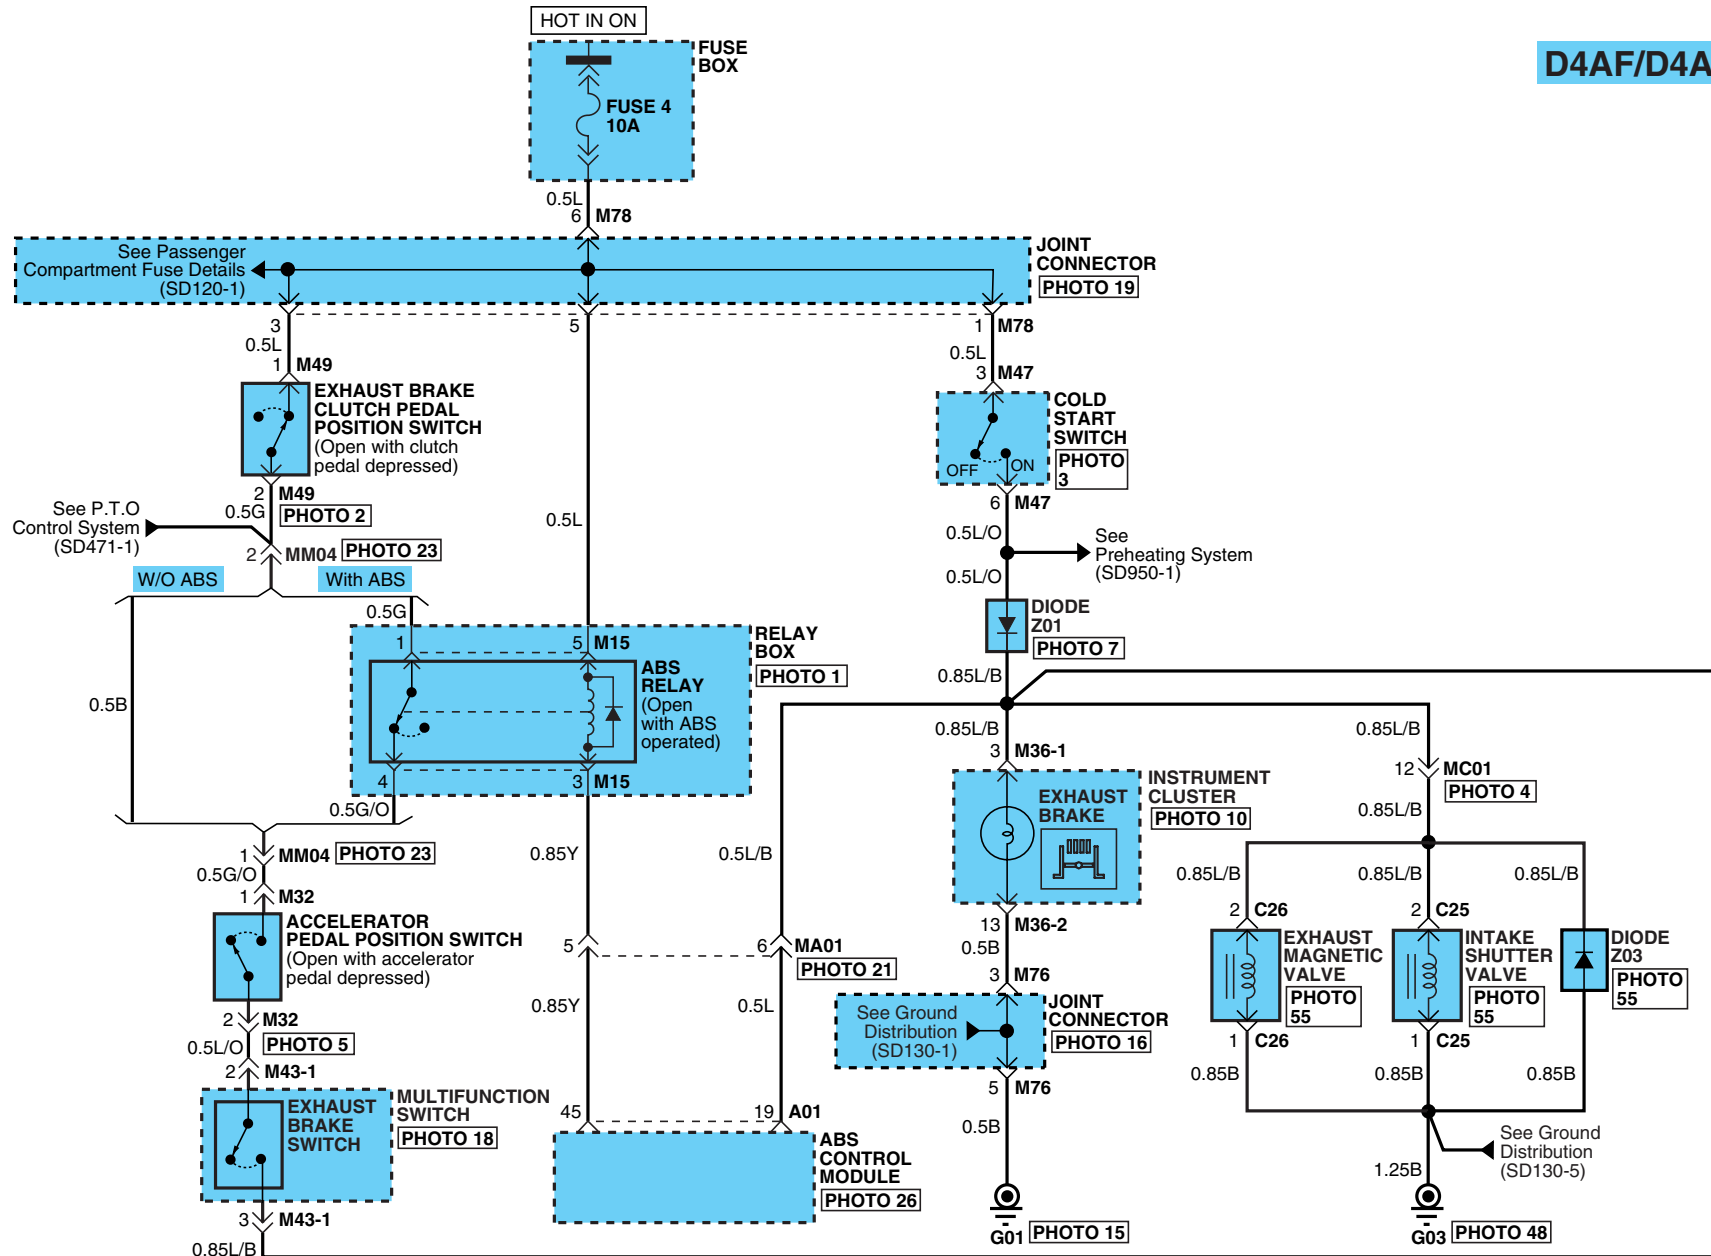 HOT IN ON
D4AF/D4A
FUSE
BOX
FUSE 4
10A
0.5L
6 M78
See Passenger
Compartment Fuse Details
(SD120-1)
JOINT
CONNECTOR
PHOTO 19
3
5
1 M78
0.5L
0.5L
1 M49
3 M47
EXHAUST BRAKE
CLUTCH PEDAL
POSITION SWITCH
(Open with clutch
pedal depressed)
COLD
START
SWITCH
PHOTO
3
OFF
ON
2 M49
PHOTO 2
0.5G
6 M47
See P.T.O
Control System
(SD471-1)
0.5L
0.5L/O
See
Preheating System
(SD950-1)
2 MM04 PHOTO 23
0.5L/O
W/O ABS
With ABS
0.5G
DIODE
Z01
PHOTO 7
1
5 M15
RELAY
BOX
PHOTO 1
ABS
RELAY
(Open
with ABS
operated)
0.85L/B
0.5B
0.85L/B
0.85L/B
4
3 M15
3 M36-1
12 MC01
PHOTO 4
0.5G/O
INSTRUMENT
CLUSTER
PHOTO 10
EXHAUST
BRAKE
0.85L/B
1 MM04 PHOTO 23
0.85Y
0.5L/B
0.5G/O
0.85L/B
0.85L/B
0.85L/B
1 M32
2 C26
2 C25
ACCELERATOR
PEDAL POSITION SWITCH
(Open with accelerator
pedal depressed)
13 M36-2
5
6 MA01
PHOTO 21
0.5B
EXHAUST
MAGNETIC
VALVE
PHOTO
55
INTAKE
SHUTTER
VALVE
PHOTO
55
DIODE
Z03
PHOTO
55
3 M76
0.85Y
0.5L
2 M32
PHOTO 5
See Ground
Distribution
(SD130-1)
JOINT
CONNECTOR
PHOTO 16
0.5L/O
1 C26
1 C25
2 M43-1
0.85B
0.85B
0.85B
5 M76
MULTIFUNCTION
SWITCH
PHOTO 18
EXHAUST
BRAKE
SWITCH
45
19 A01
0.5B
ABS
CONTROL
MODULE
PHOTO 26
See Ground
Distribution
(SD130-5)
1.25B
3 M43-1
G01 PHOTO 15
G03 PHOTO 48
0.85L/B